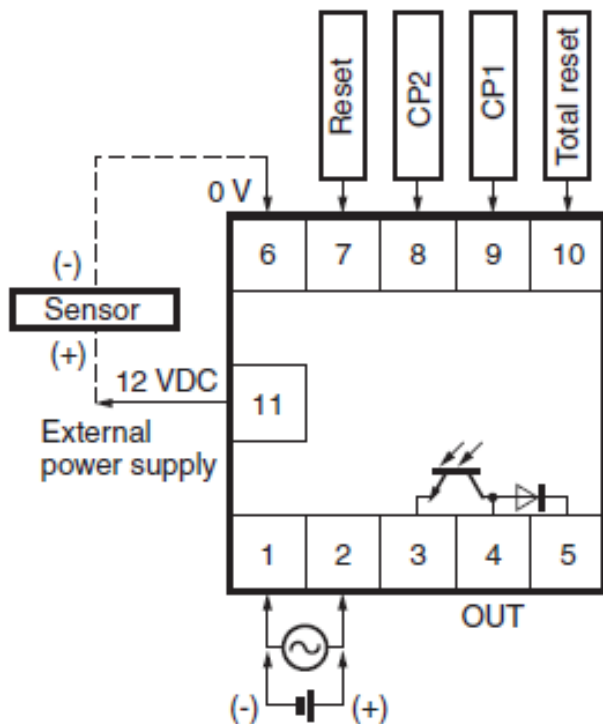 Reset
CP2
CP1
Total reset
0 V
6 7 8 9 10
(-)
Sensor
(+)
12 VDC
11
External
power supply
1 2 3 4 5
OUT
(-) (+)